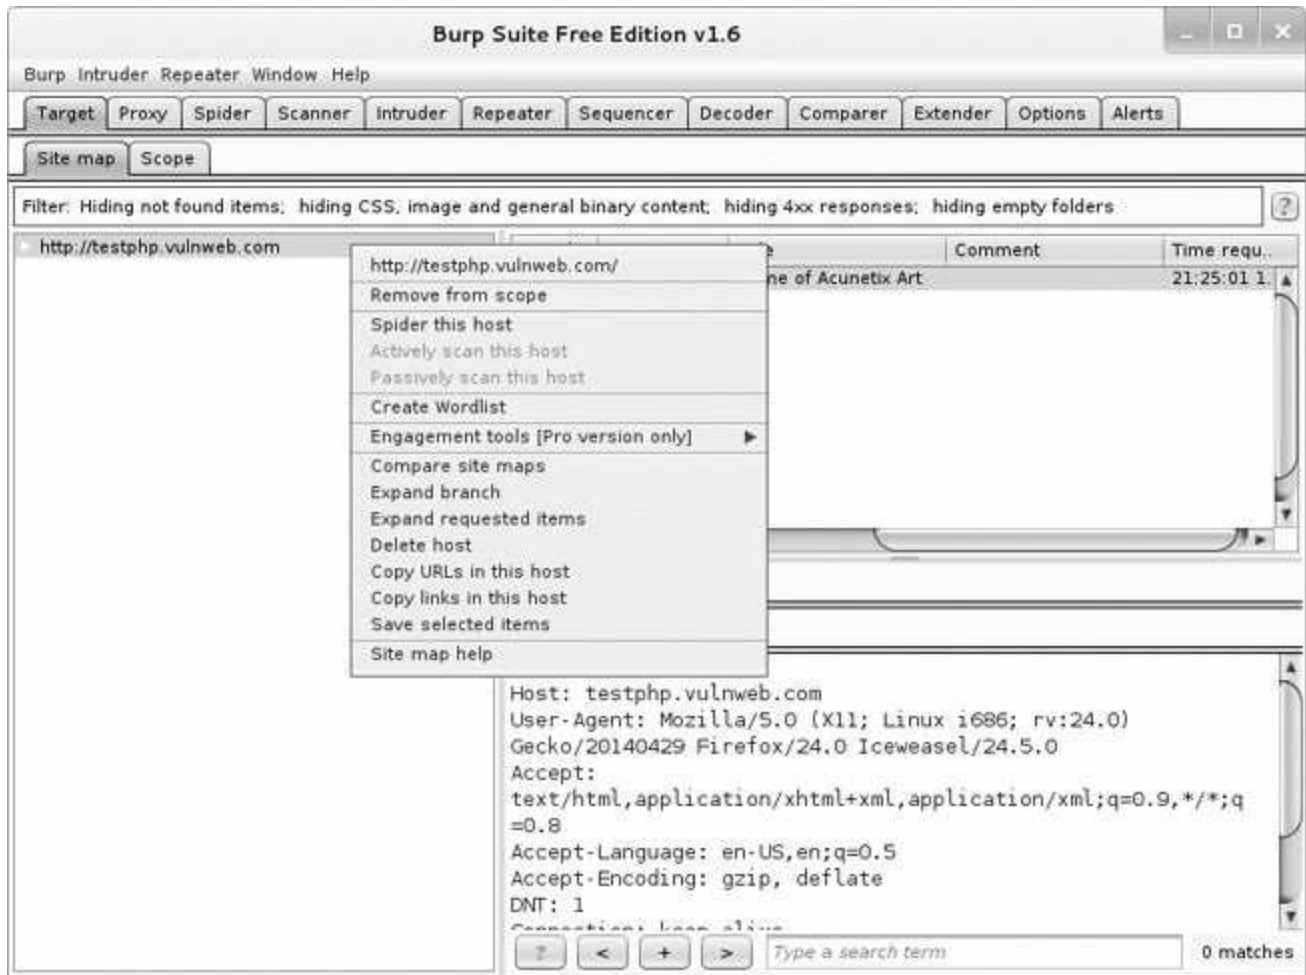 Burp Suite Free Edition v1.6
Burp Intruder Repeater Window Help
Target Proxy Spider Scanner Intruder Repeater Sequencer Decoder Comparer Extender Options Alerts
Site map Scope
Filter: Hiding not found items; hiding CSS, image and general binary content; hiding 4xx responses; hiding empty folders ?
http://testphp.vulnweb.com
Comment Time requ..
of Acunetix Art 21:25:01 1.
http://testphp.vulnweb.com/
Remove from scope
Spider this host
Actively scan this host
Passively scan this host
Create Wordlist
Engagement tools [Pro version only]
Compare site maps
Expand branch
Expand requested items
Delete host
Copy URLs in this host
Copy links in this host
Save selected items
Site map help
Host: testphp.vulnweb.com
User-Agent: Mozilla/5.0 (X11; Linux i686; rv:24.0)
Gecko/20140429 Firefox/24.0 Iceweasel/24.5.0
Accept:
text/html,application/xhtml+xml,application/xml;q=0.9,*/*;q
=0.8
Accept-Language: en-US,en;q=0.5
Accept-Encoding: gzip, deflate
DNT: 1
? < + > Type a search term 0 matches